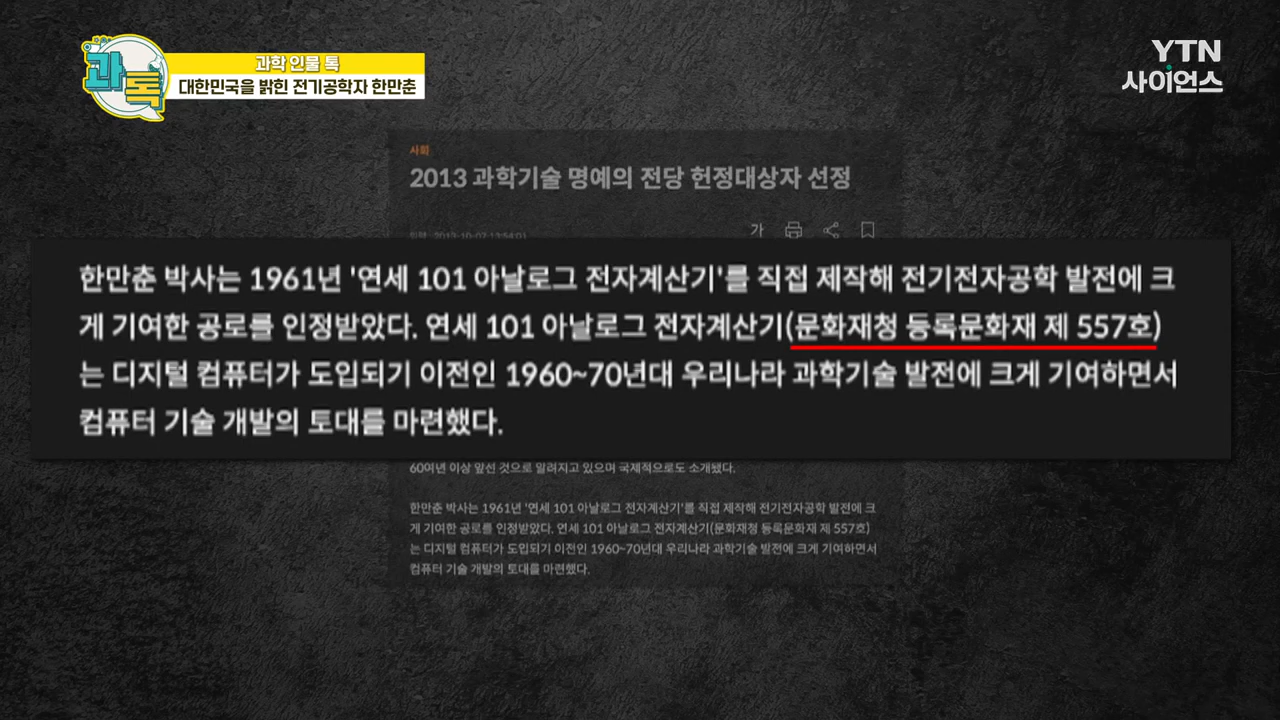 과톡
과학 인물 톡
대한민국을 밝힌 전기공학자 한만춘
YTN
사이언스
사회
2013 과학기술 명예의 전당 헌정대상자 선정
가
한만춘 박사는 1961년 '연세 101 아날로그 전자계산기'를 직접 제작해 전기전자공학 발전에 크
게 기여한 공로를 인정받았다. 연세 101 아날로그 전자계산기(문화재청 등록문화재 제 557호)
는 디지털 컴퓨터가 도입되기 이전인 1960~70년대 우리나라 과학기술 발전에 크게 기여하면서
컴퓨터 기술 개발의 토대를 마련했다.
60여년 이상 앞선 것으로 알려지고 있으며 국제적으로도 소개됐다.
한만춘 박사는 1961년 '연세 101 아날로그 전자계산기'를 직접 제작해 전기전자공학 발전에 크
게 기여한 공로를 인정받았다. 연세 101 아날로그 전자계산기(문화재청 등록문화재 제 557호)
는 디지털 컴퓨터가 도입되기 이전인 1960~70년대 우리나라 과학기술 발전에 크게 기여하면서
컴퓨터 기술 개발의 토대를 마련했다.